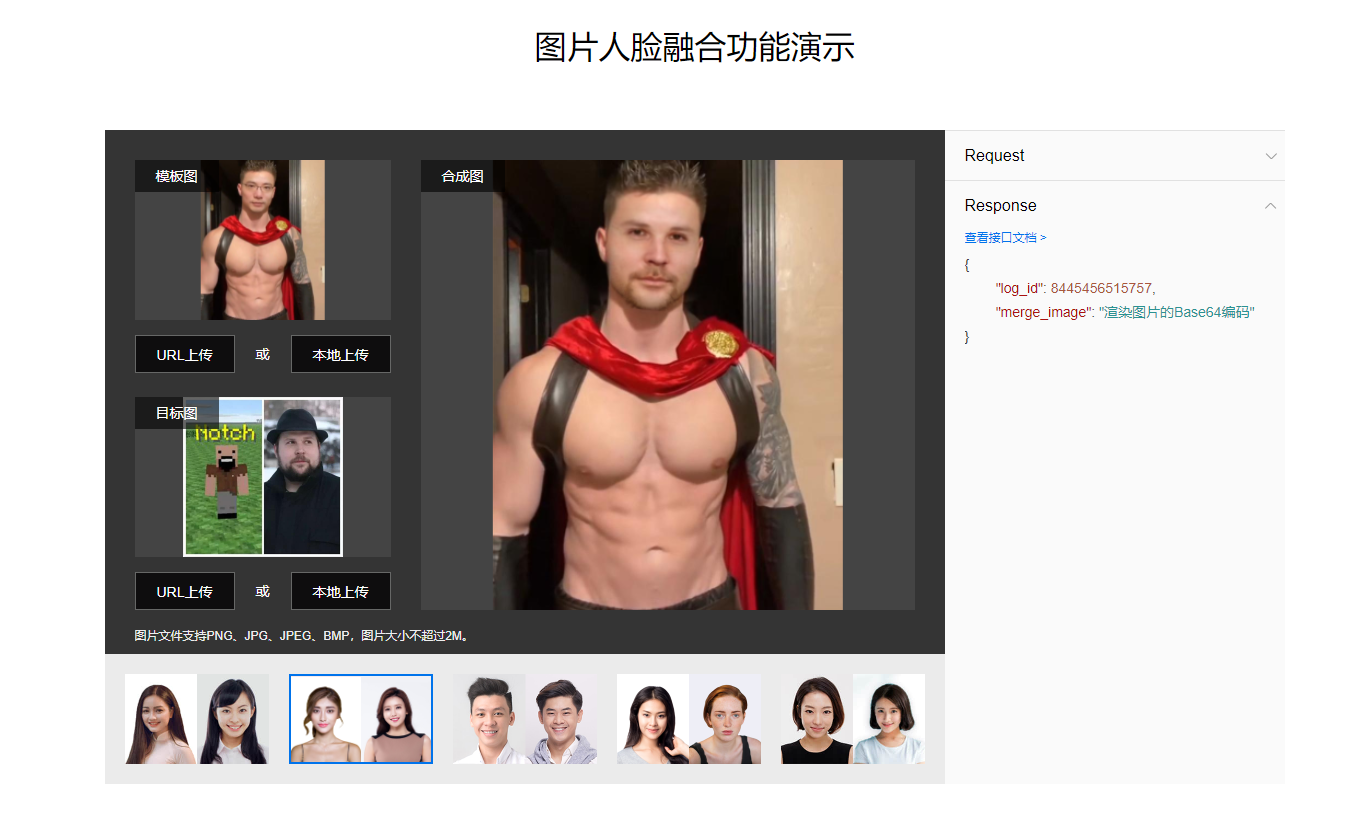 图片人脸融合功能演示
模板图
URL上传 或 本地上传
目标图
Notch
URL上传 或 本地上传
图片文件支持PNG、JPG、JPEG、BMP，图片大小不超过2M。
合成图
Request
Response
查看接口文档 >
{
"log_id": 8445456515757,
"merge_image": "渲染图片的Base64编码"
}